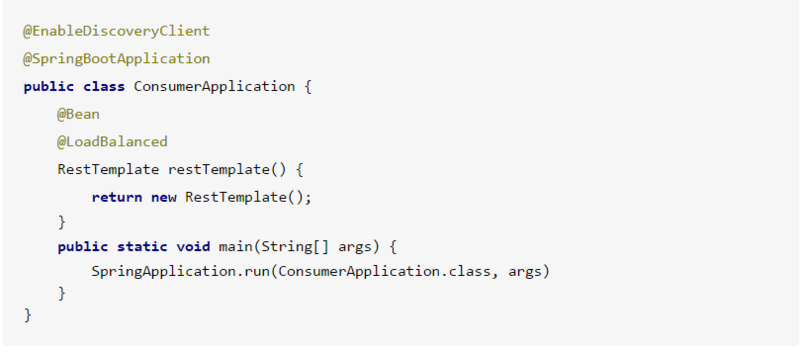 @EnableDiscoveryClient
@SpringBootApplication
public class ConsumerApplication {
    @Bean
    @LoadBalanced
    RestTemplate restTemplate() {
        return new RestTemplate();
    }
    public static void main(String[] args) {
        SpringApplication.run(ConsumerApplication.class, args)
    }
}